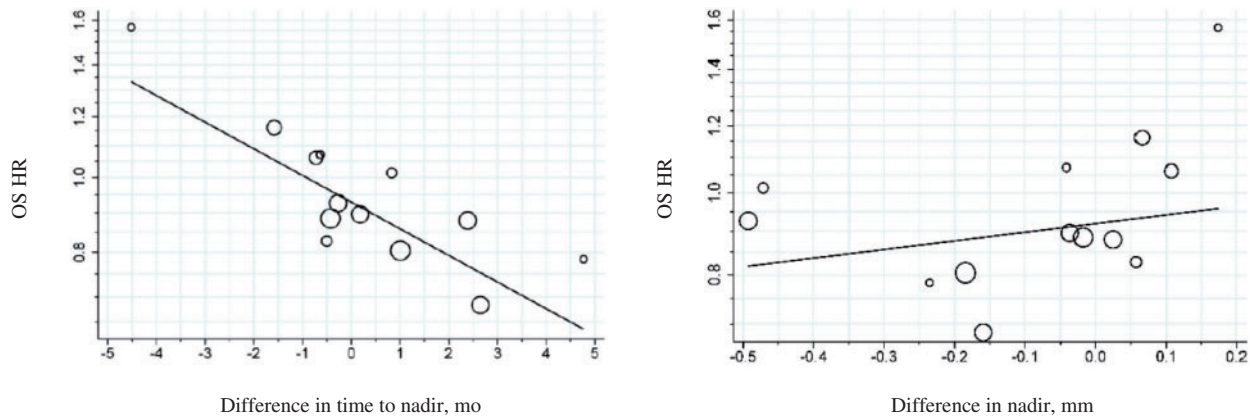 1.6
1.4
1.2
1.0
0.8
OS HR
-5 -4 -3 -2 -1 0 1 2 3 4 5
Difference in time to nadir, mo
1.6
1.4
1.2
1.0
0.8
OS HR
-0.5 -0.4 -0.3 -0.2 -0.1 0.0 0.1 0.2
Difference in nadir, mm